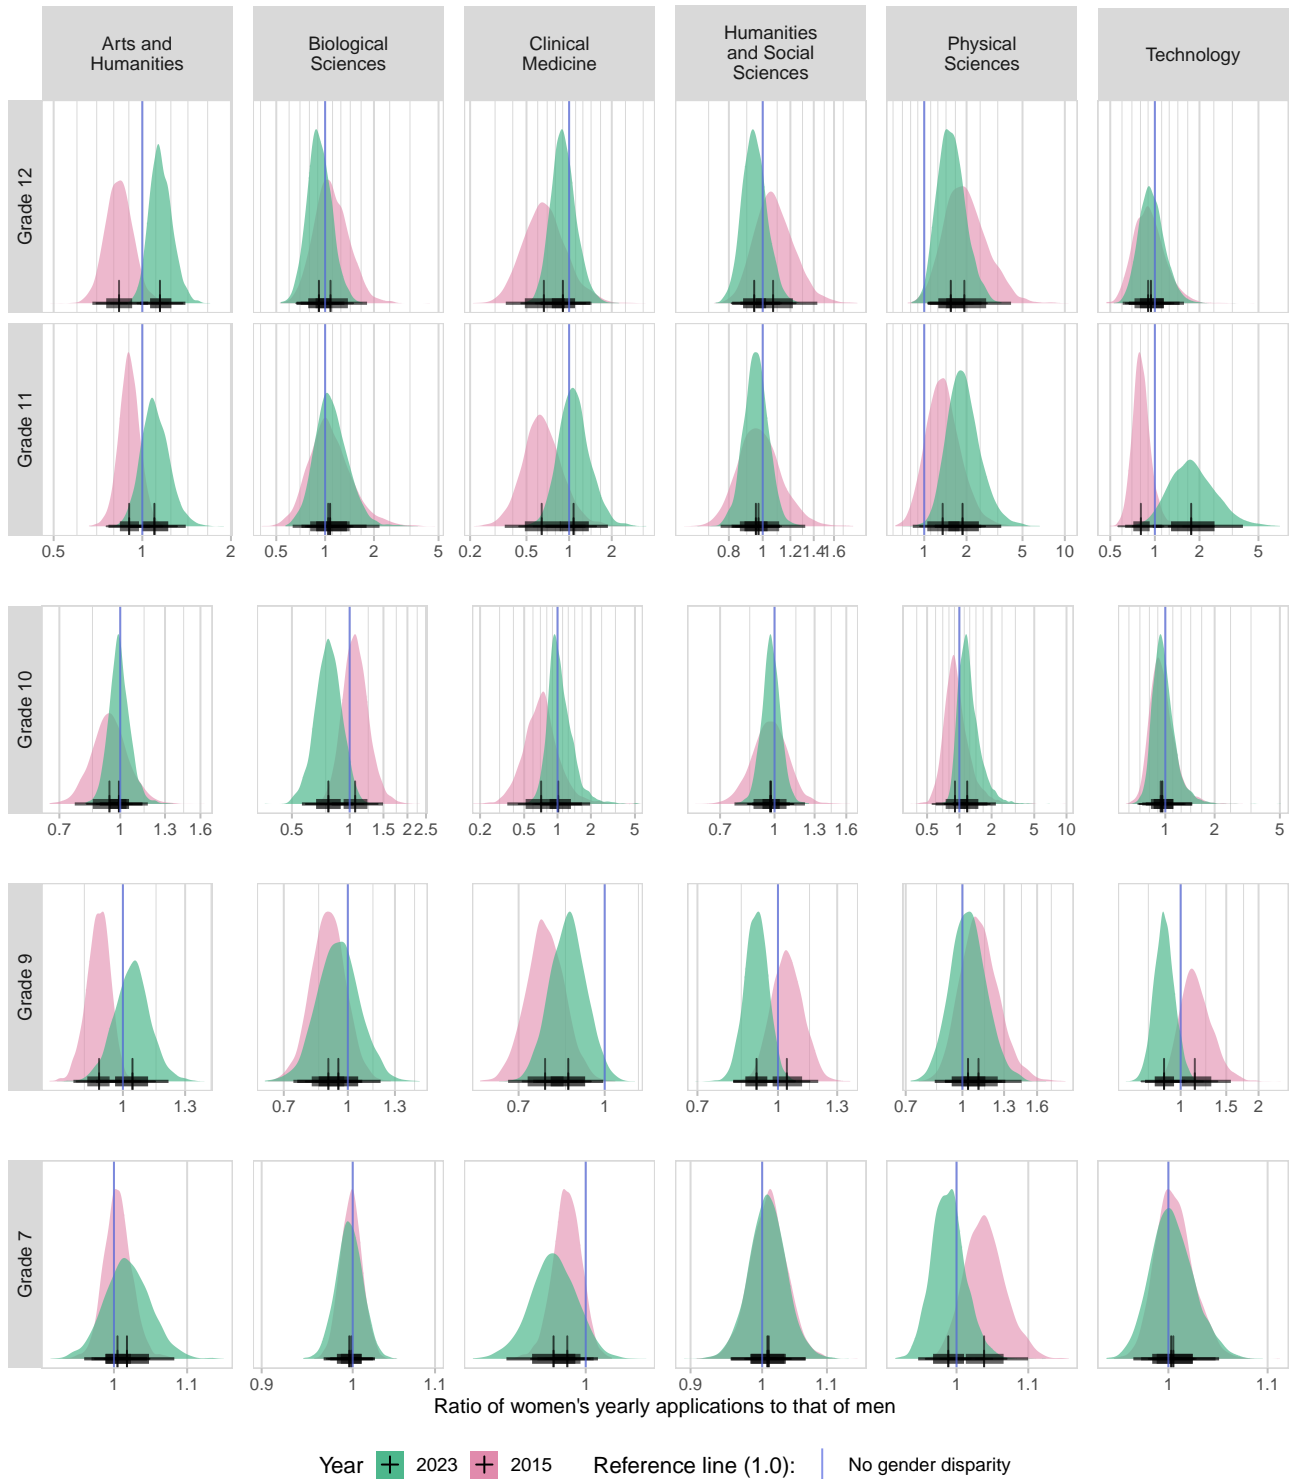 Arts and
Humanities
Biological
Sciences
Clinical
Medicine
Humanities
and Social
Sciences
Physical
Sciences
Technology
Grade 12
Grade 11
0.5 1 2 0.5 1 2 5 0.2 0.5 1 2 0.8 1 1.2 1.4 1.6 1 2 5 10 0.5 1 2 5
Grade 10
0.7 1 1.3 1.6 0.5 1 1.5 2 2.5 0.2 0.5 1 2 5 0.7 1 1.3 1.6 0.5 1 2 5 10 1 2 5
Grade 9
1 1.3 0.7 1 1.3 0.7 1 0.7 1 1.3 0.7 1 1.3 1.6 1 1.5 2
Grade 7
1 1.1 0.9 1 1.1 1 0.9 1 1.1 1 1.1 1 1.1
Ratio of women's yearly applications to that of men
Year 2023 2015 Reference line (1.0): No gender disparity